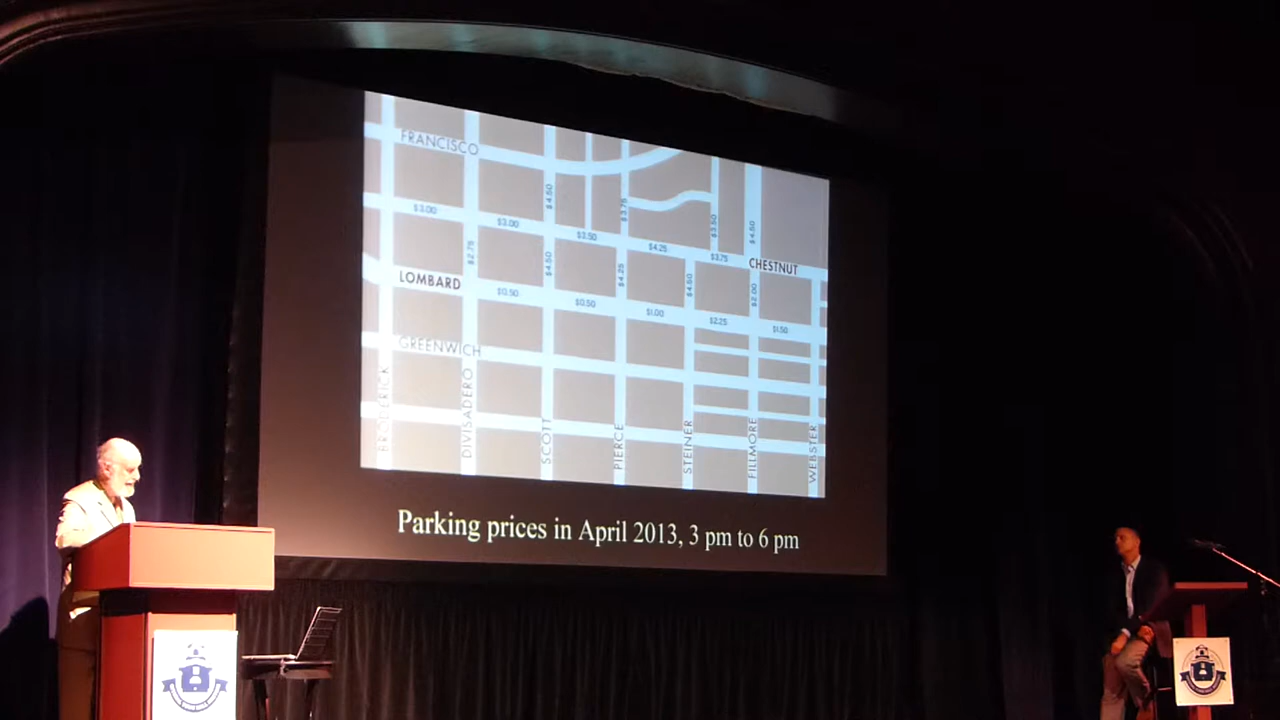 FRANCISCO
$4.50
$3.75
$3.50
$4.50
$3.00
$3.00
$3.50
$4.25
$3.75
CHESTNUT
$2.75
$4.50
$4.25
$4.50
$2.00
LOMBARD
$0.50
$0.50
$1.00
$2.25
$1.50
GREENWICH
BRODERICK
DIVISADERO
SCOTT
PIERCE
STEINER
FILLMORE
WEBSTER
Parking prices in April 2013, 3 pm to 6 pm